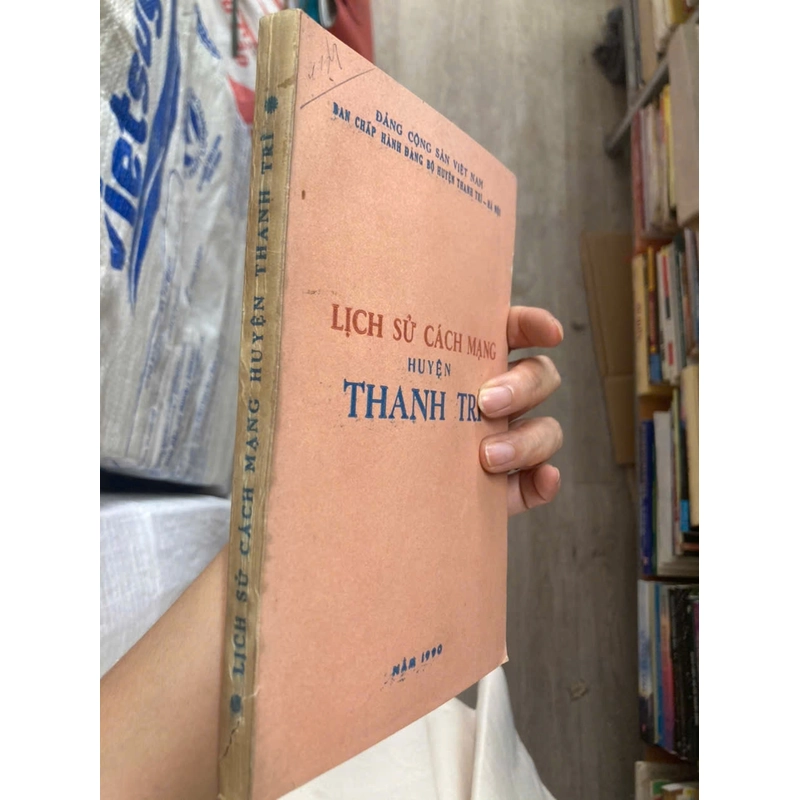 ĐẢNG CỘNG SẢN VIỆT NAM
BAN CHẤP HÀNH ĐẢNG BỘ HUYỆN THANH TRÌ – HÀ NỘI
LỊCH SỬ CÁCH MẠNG
HUYỆN
THANH TRÌ
NĂM 1990
LỊCH SỬ CÁCH MẠNG HUYỆN THANH TRÌ
Vietsug